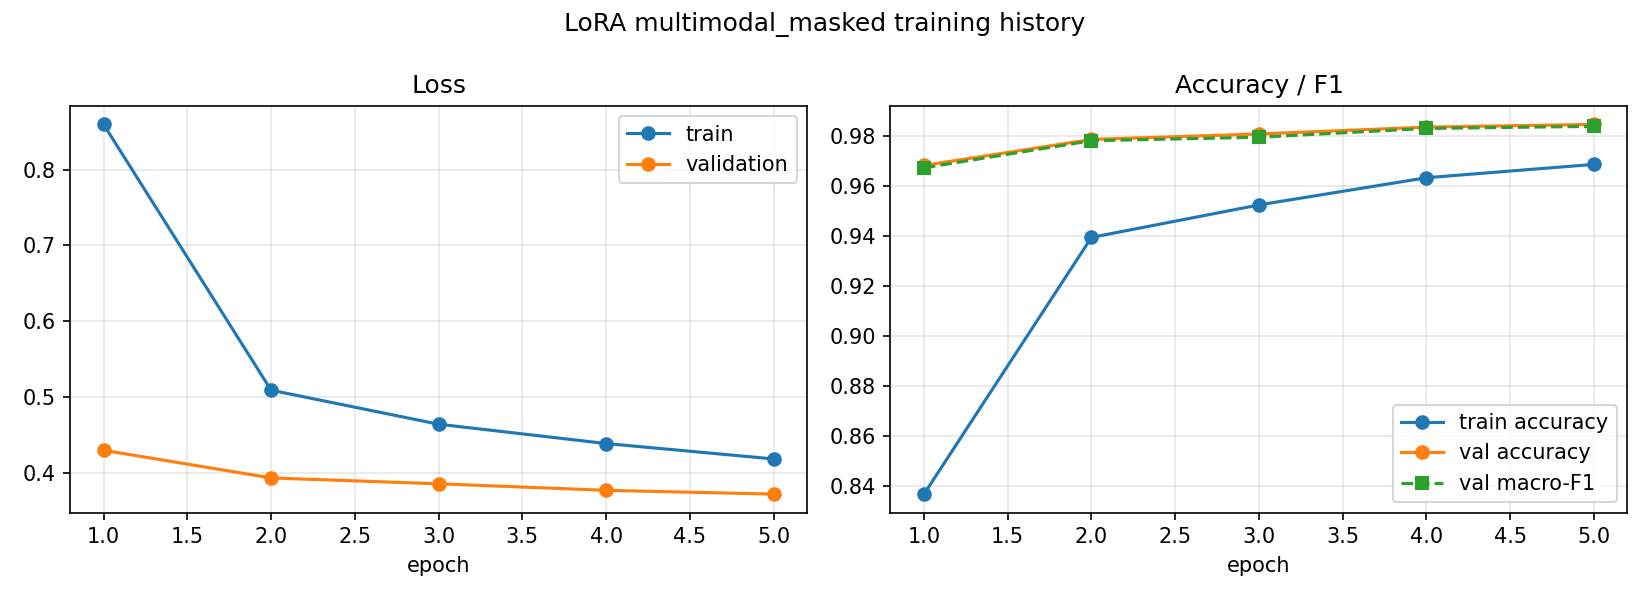 LoRA multimodal_masked training history
Loss
train
validation
0.8
0.7
0.6
0.5
0.4
1.0 1.5 2.0 2.5 3.0 3.5 4.0 4.5 5.0
epoch
Accuracy / F1
0.98
0.96
0.94
0.92
0.90
0.88
0.86
0.84
train accuracy
val accuracy
val macro-F1
1.0 1.5 2.0 2.5 3.0 3.5 4.0 4.5 5.0
epoch